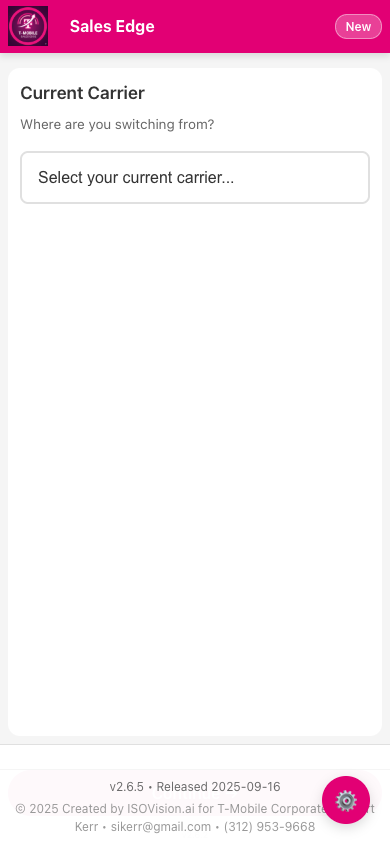 T-MOBILE
Sales Edge
New
Current Carrier
Where are you switching from?
Select your current carrier...
v2.6.5 • Released 2025-09-16
© 2025 Created by ISOVision.ai for T-Mobile Corporate
Kerr • sikerr@gmail.com • (312) 953-9668